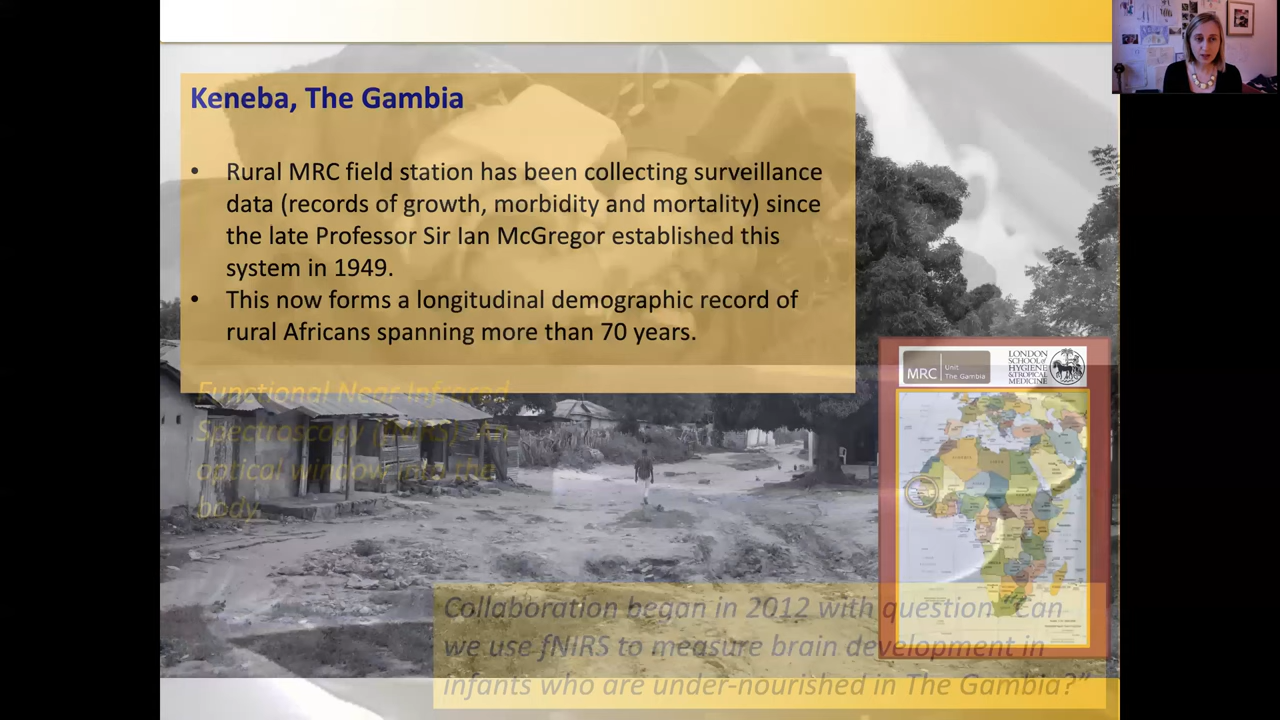 Keneba, The Gambia
• Rural MRC field station has been collecting surveillance
data (records of growth, morbidity and mortality) since
the late Professor Sir Ian McGregor established this
system in 1949.
• This now forms a longitudinal demographic record of
rural Africans spanning more than 70 years.
MRC Unit
The Gambia
LONDON
SCHOOL of
HYGIENE
&TROPICAL
MEDICINE
Functional Near Infrared
Spectroscopy (fNIRS): An
optical window into the
body.
Collaboration began in 2012 with question "Can
we use fNIRS to measure brain development in
infants who are under-nourished in The Gambia?"